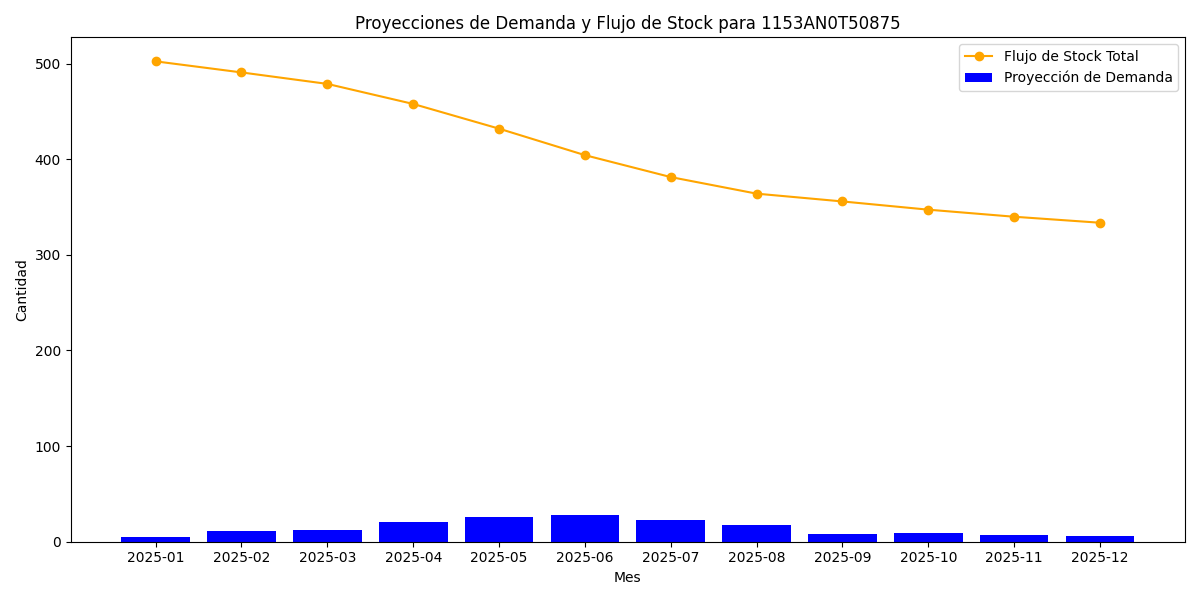 Proyecciones de Demanda y Flujo de Stock para 1153AN0T50875
Flujo de Stock Total
Proyección de Demanda
Cantidad
500
400
300
200
100
0
2025-01 2025-02 2025-03 2025-04 2025-05 2025-06 2025-07 2025-08 2025-09 2025-10 2025-11 2025-12
Mes